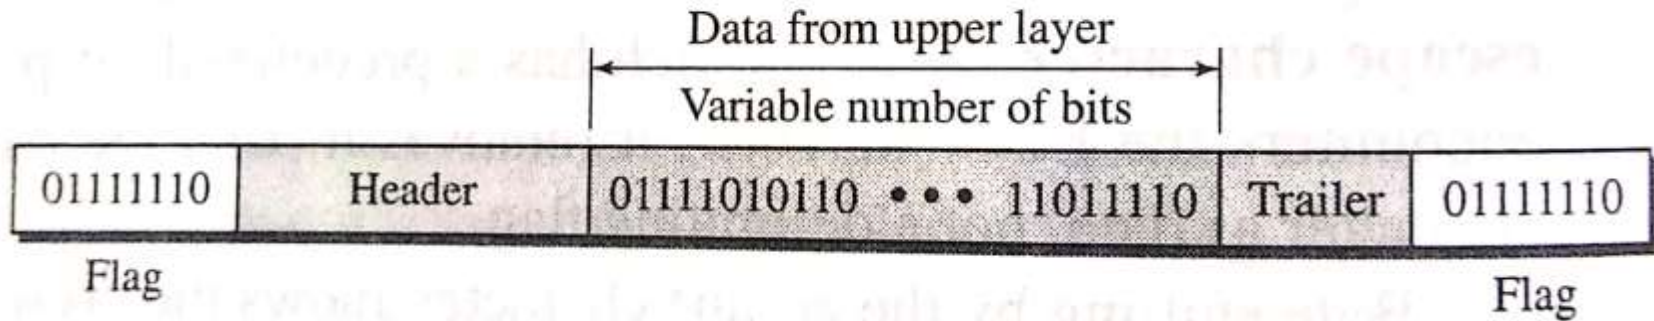 Data from upper layer
Variable number of bits
01111110 Header 01111010110 ••• 11011110 Trailer 01111110
Flag Flag